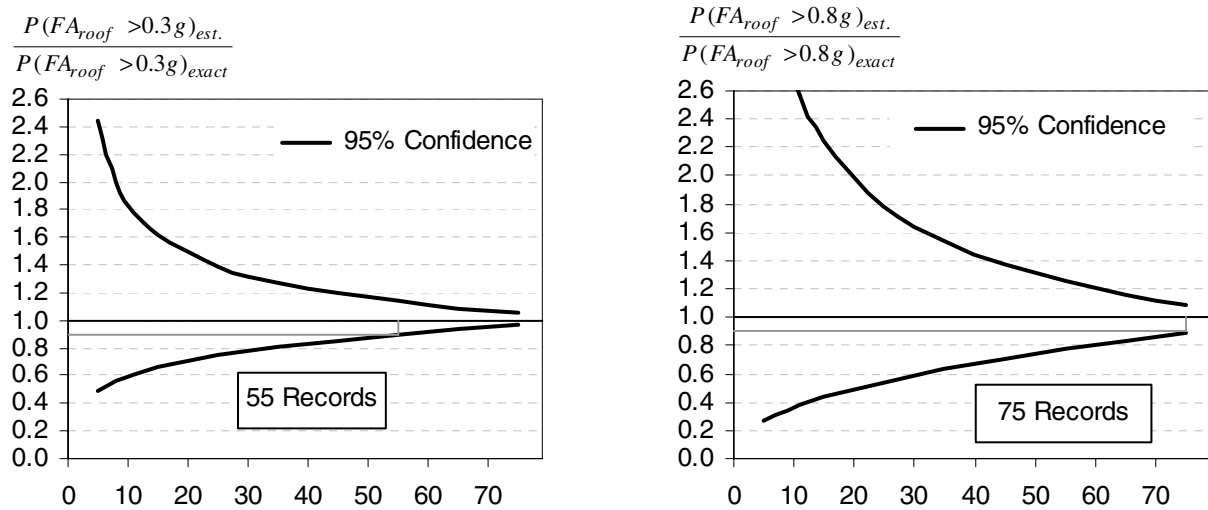 P(FA_roof >0.3g)_est.
P(FA_roof >0.3g)_exact
2.6
2.4
2.2
2.0
1.8
1.6
1.4
1.2
1.0
0.8
0.6
0.4
0.2
0.0
95% Confidence
55 Records
0 10 20 30 40 50 60 70
P(FA_roof >0.8g)_est.
P(FA_roof >0.8g)_exact
2.6
2.4
2.2
2.0
1.8
1.6
1.4
1.2
1.0
0.8
0.6
0.4
0.2
0.0
95% Confidence
75 Records
0 10 20 30 40 50 60 70